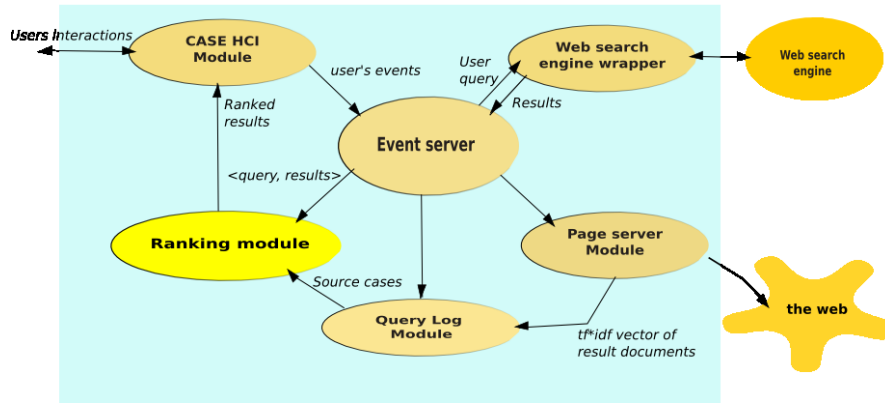 Users interactions
CASE HCI
Module
user's events
User
query
Web search
engine wrapper
Web search
engine
Results
Ranked
results
Event server
<query, results>
Ranking module
Page server
Module
Source cases
Query Log
Module
tf*idf vector of
result documents
the web